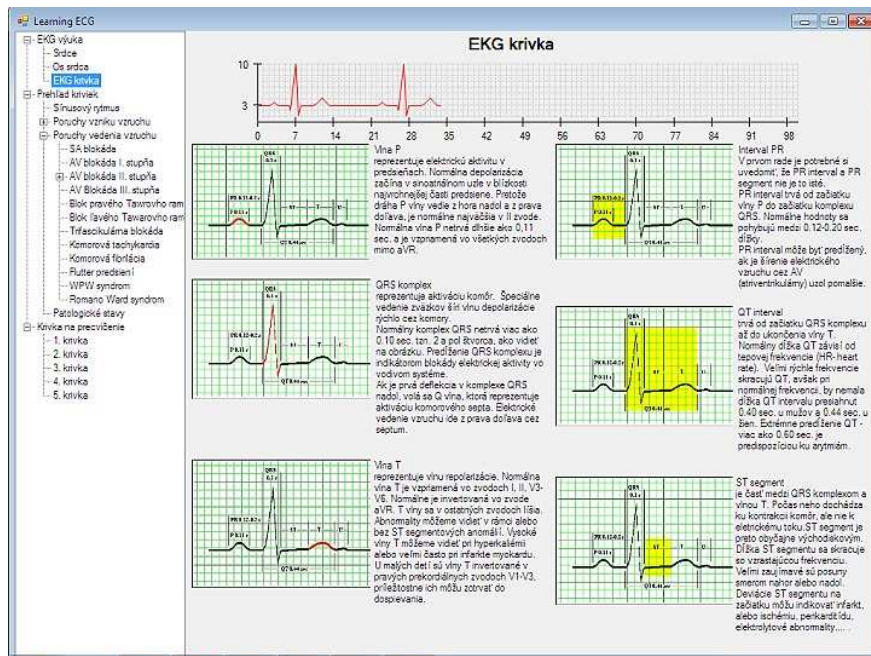 Learning ECG
EKG výuka
Srdce
Os srdca
EKG krivka
Prehľad kriviek
Sínusový rytmus
Poruchy vzniku vzruchu
Poruchy vedenia vzruchu
SA blokáda
AV blokáda I. stupňa
AV blokáda II. stupňa
AV Blokáda III. stupňa
Blok pravého Tawrovho ram
Blok ľavého Tawarovho ram
Trifascikulárna blokáda
Komorová tachykardia
Komorová fibrilácia
Flutter predsiení
WPW syndrom
Romano Ward syndrom
Patologické stavy
Krivka na precvičenie
1. krivka
2. krivka
3. krivka
4. krivka
5. krivka
EKG krivka
10
3
0 7 14 21 28 35 42 49 56 63 70 77 84 91 98
Vlna P
reprezentuje elektrickú aktivitu v
predsieňach. Normálna depolarizácia
začína v sinoatriálnom uzle v blízkosti
najvrchnejšej časti predsiene. Pretože
dráha P vlny vedie z hora nadol a z prava
doľava, je normálne najväčšia v II zvode.
Normálna vlna P netrvá dlhšie ako 0,11
sec. a je vzpriamená vo všetkých zvodoch
mimo aVR.
QRS komplex
reprezentuje aktiváciu komôr. Špeciálne
vedenie zväzkov šíri vlnu depolarizácie
rýchlo cez komory.
Normálny komplex QRS netrvá viac ako
0.10 sec. tzn. 2 a pol štvorca, ako vidieť
na obrázku. Predĺženie QRS komplexu je
indikátorom blokády elektrickej aktivity vo
vodivom systéme.
Ak je prvá deflekcia v komplexe QRS
nadol, volá sa Q vlna, ktorá reprezentuje
aktiváciu komorového septa. Elektrické
vedenie vzruchu ide z prava doľava cez
septum.
Vlna T
reprezentuje vlnu repolarizácie. Normálna
vlna T je vzpriamená vo zvodoch I, II, V3-
V6. Normálne je invertovaná vo zvode
aVR. T vlny sa v ostatných zvodoch líšia.
Abnormality môžeme vidieť v rámci alebo
bez ST segmentových anomálií. Vysoké
vlny T môžeme vidieť pri hyperkaliémii
alebo veľmi často pri infarkte myokardu.
U malých detí sú vlny T invertované v
pravých prekordiálnych zvodoch V1-V3,
príležitostne ich môžu zotrvať do
dospievania.
Interval PR
V prvom rade je potrebné si
uvedomiť, že PR interval a PR
segment nie je to isté.
PR interval trvá od začiatku
vlny P do začiatku komplexu
QRS. Normálne hodnoty sa
pohybujú medzi 0.12-0.20 sec.
dĺžky.
PR interval môže byť predĺžený,
ak je šírenie elektrického
vzruchu cez AV
(atriventrikulárny) uzol pomalšie.
QT interval
trvá od začiatku QRS komplexu
až do ukončenia vlny T.
Normálny dĺžka QT závisí od
tepovej frekvencie (HR- heart
rate). Veľmi rýchle frekvencie
skracujú QT, avšak pri
normálnej frekvencii, by nemala
dĺžka QT intervalu presiahnuť
0.40 sec. u mužov a 0.44 sec. u
žien. Extrémne predĺženie QT -
viac ako 0.60 sec. je
predispozíciou ku arytmiám.
ST segment
je časť medzi QRS komplexom a
vlnou T. Počas neho dochádza
ku kontrakcii komôr, ale nie k
eletrickému toku.ST segment je
preto obyčajne východiskovým.
Dĺžka ST segmentu sa skracuje
so vzrastajúcou frekvenciu.
Veľmi zaujímavé sú posuny
smerom nahor alebo nadol.
Deviácie ST segmentu na
začiatku môžu indikovať infarkt,
alebo ischémiu, perikarditídu,
elektrolytové abnormality.....